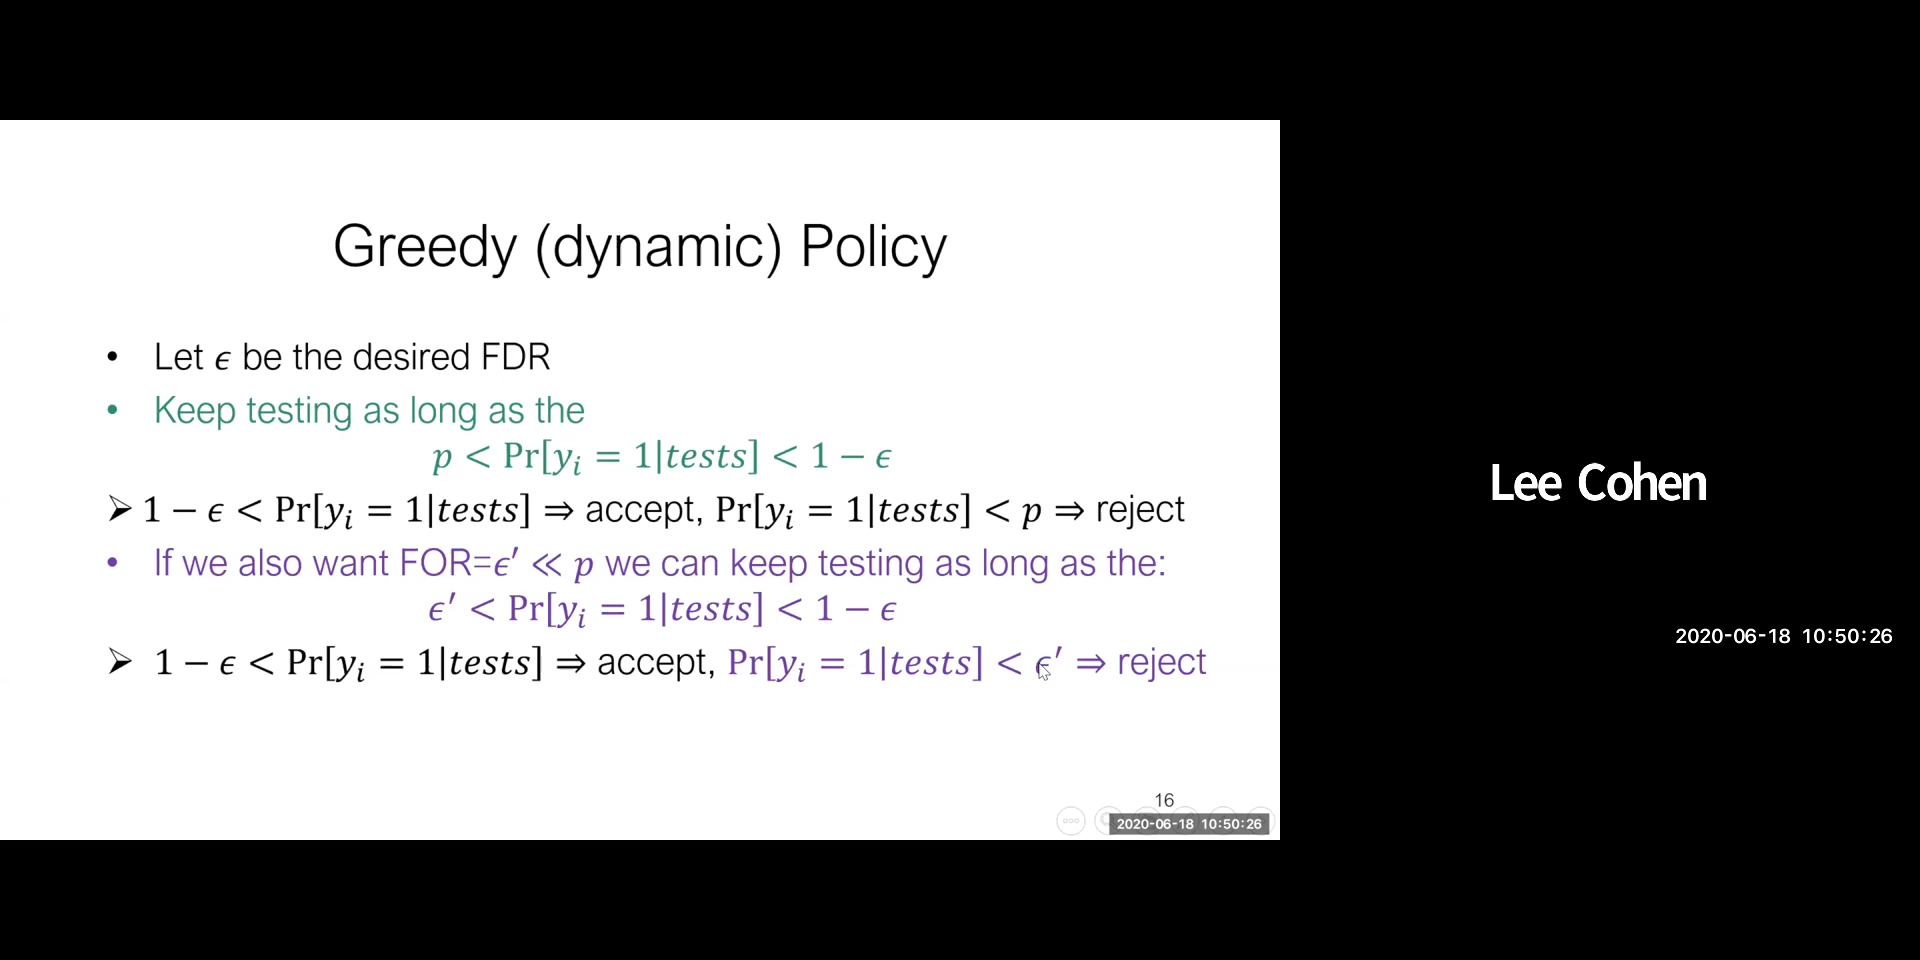 Greedy (dynamic) Policy
• Let ϵ be the desired FDR
• Keep testing as long as the
p < Pr[yᵢ = 1|tests] < 1 − ϵ
➢ 1 − ϵ < Pr[yᵢ = 1|tests] ⇒ accept, Pr[yᵢ = 1|tests] < p ⇒ reject
• If we also want FOR=ϵ′ ≪ p we can keep testing as long as the:
ϵ′ < Pr[yᵢ = 1|tests] < 1 − ϵ
➢ 1 − ϵ < Pr[yᵢ = 1|tests] ⇒ accept, Pr[yᵢ = 1|tests] < ϵ′ ⇒ reject
16
2020-06-18 10:50:26
Lee Cohen
2020-06-18 10:50:26